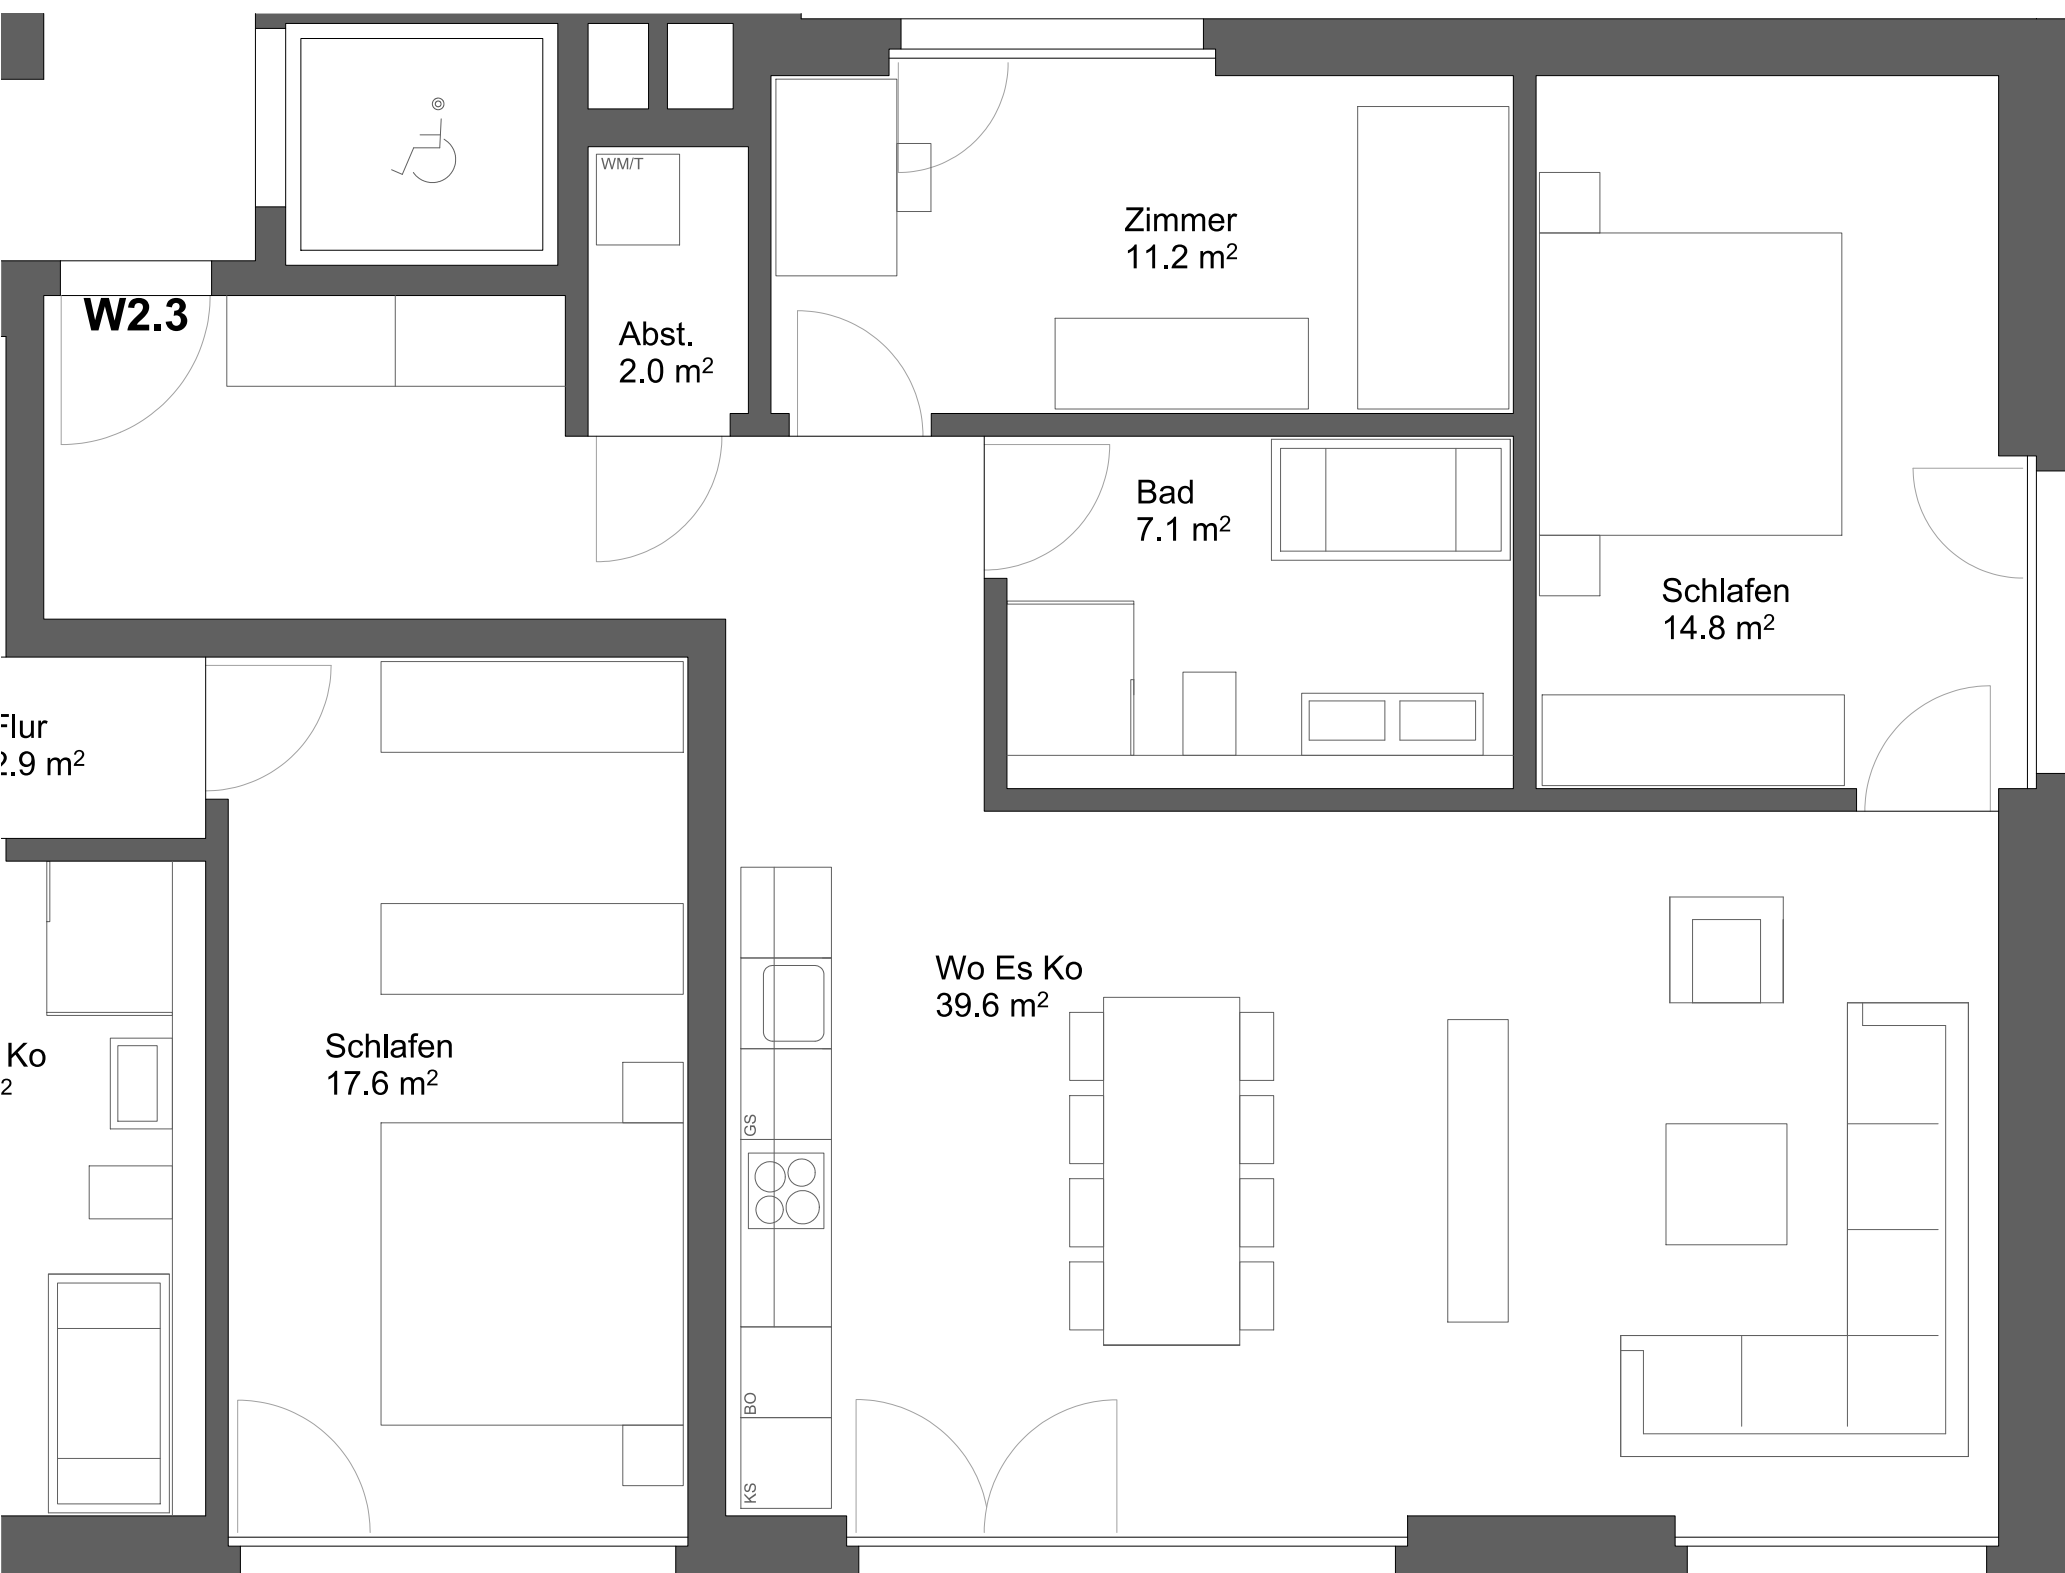 WM/T
Zimmer
11.2 m²
W2.3
Abst.
2.0 m²
Bad
7.1 m²
Schlafen
14.8 m²
Flur
2.9 m²
Wo Es Ko
39.6 m²
Schlafen
17.6 m²
Ko
2
GS
BO
KS